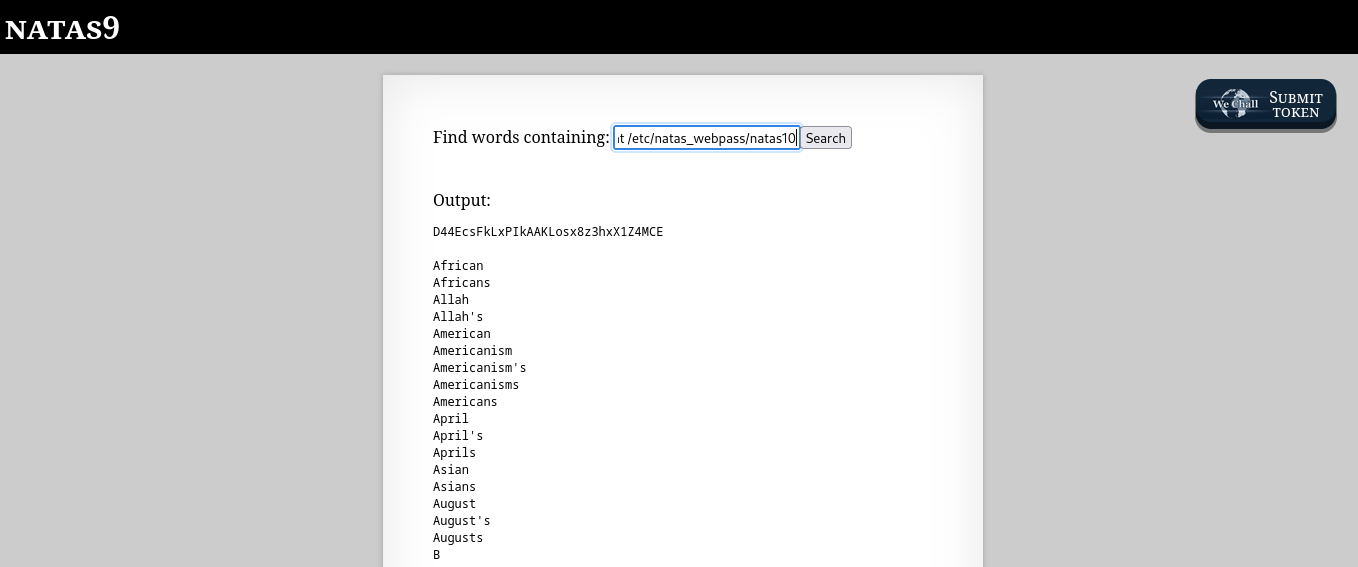 NATAS9
We Chall
SUBMIT TOKEN
Find words containing: t /etc/natas_webpass/natas10 Search
Output:
D44EcsFkLxPIkAAKLosx8z3hxX1Z4MCE
African
Africans
Allah
Allah's
American
Americanism
Americanism's
Americanisms
Americans
April
April's
Aprils
Asian
Asians
August
August's
Augusts
B